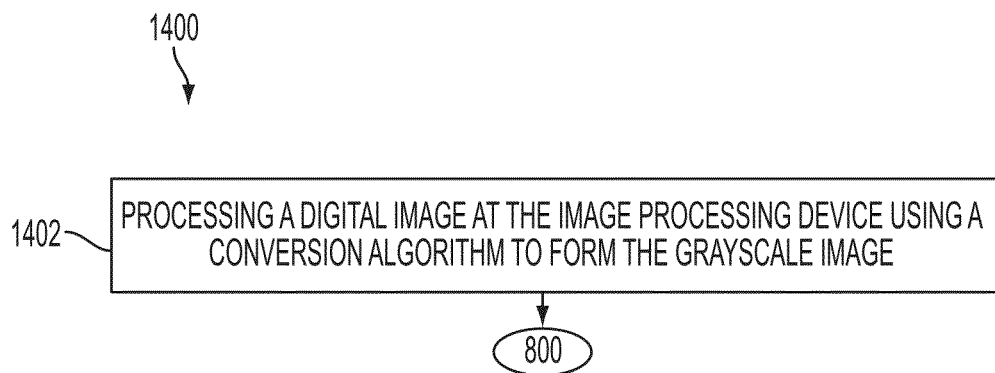 1400
1402
PROCESSING A DIGITAL IMAGE AT THE IMAGE PROCESSING DEVICE USING A
CONVERSION ALGORITHM TO FORM THE GRAYSCALE IMAGE
800